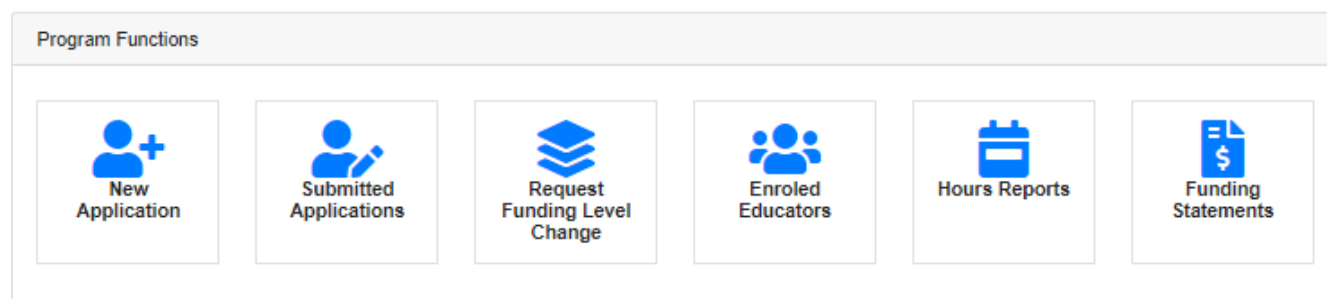 Program Functions
New
Application
Submitted
Applications
Request
Funding Level
Change
Enroled
Educators
Hours Reports
$
Funding
Statements